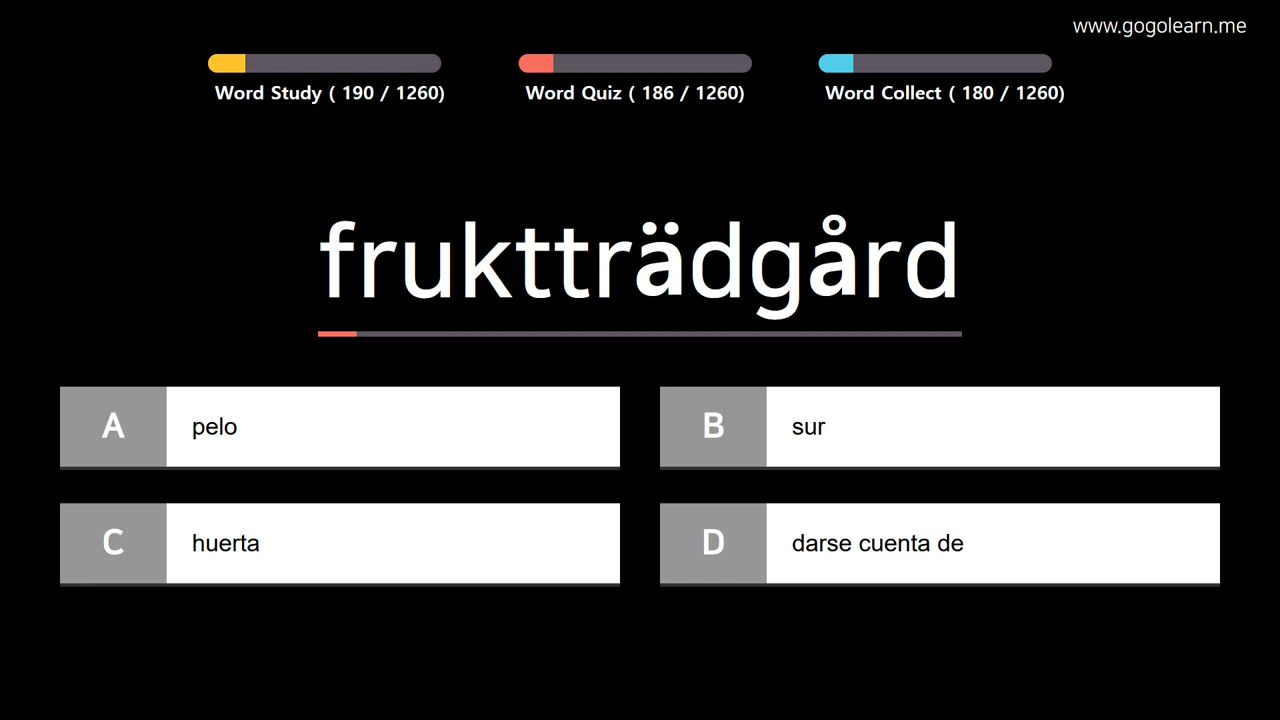 www.gogolearn.me
Word Study ( 190 / 1260)
Word Quiz ( 186 / 1260)
Word Collect ( 180 / 1260)
fruktträdgård
A pelo
B sur
C huerta
D darse cuenta de